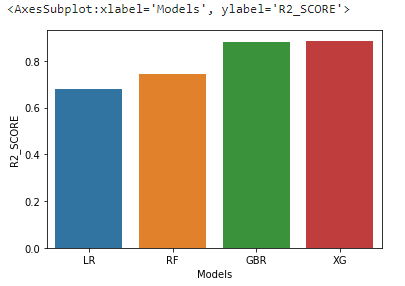 <AxesSubplot:xlabel='Models', ylabel='R2_SCORE'>
R2_SCORE
0.8
0.6
0.4
0.2
0.0
LR RF GBR XG
Models